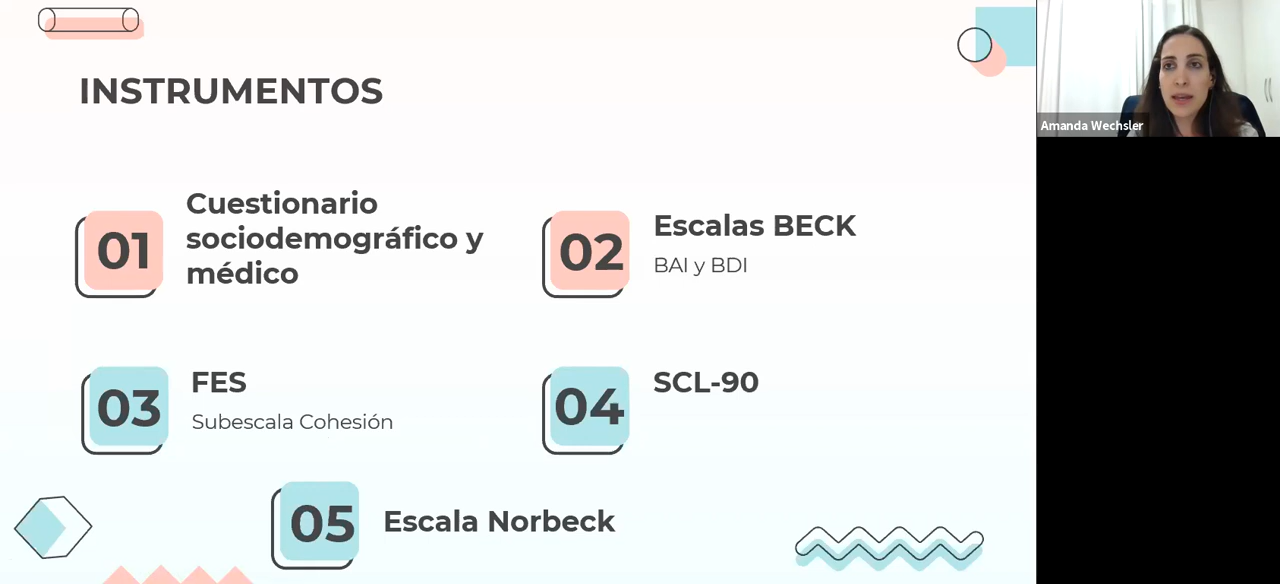 INSTRUMENTOS
Amanda Wechsler
01
Cuestionario
sociodemográfico y
médico
02
Escalas BECK
BAI y BDI
03
FES
Subescala Cohesión
04
SCL-90
05
Escala Norbeck